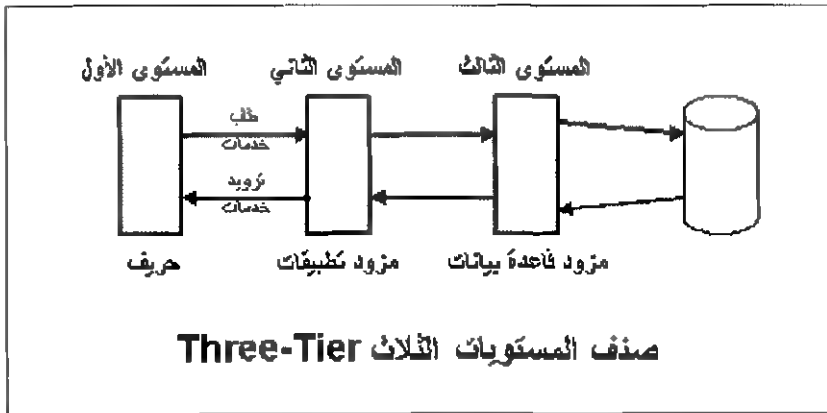 المستوى الأول
المستوى الثاني
المستوى الثالث
طلب
خدمات
تزويد
خدمات
حريف
مزود تطبيقات
مزود قاعدة بيانات
صنف المستويات الثلاث Three-Tier